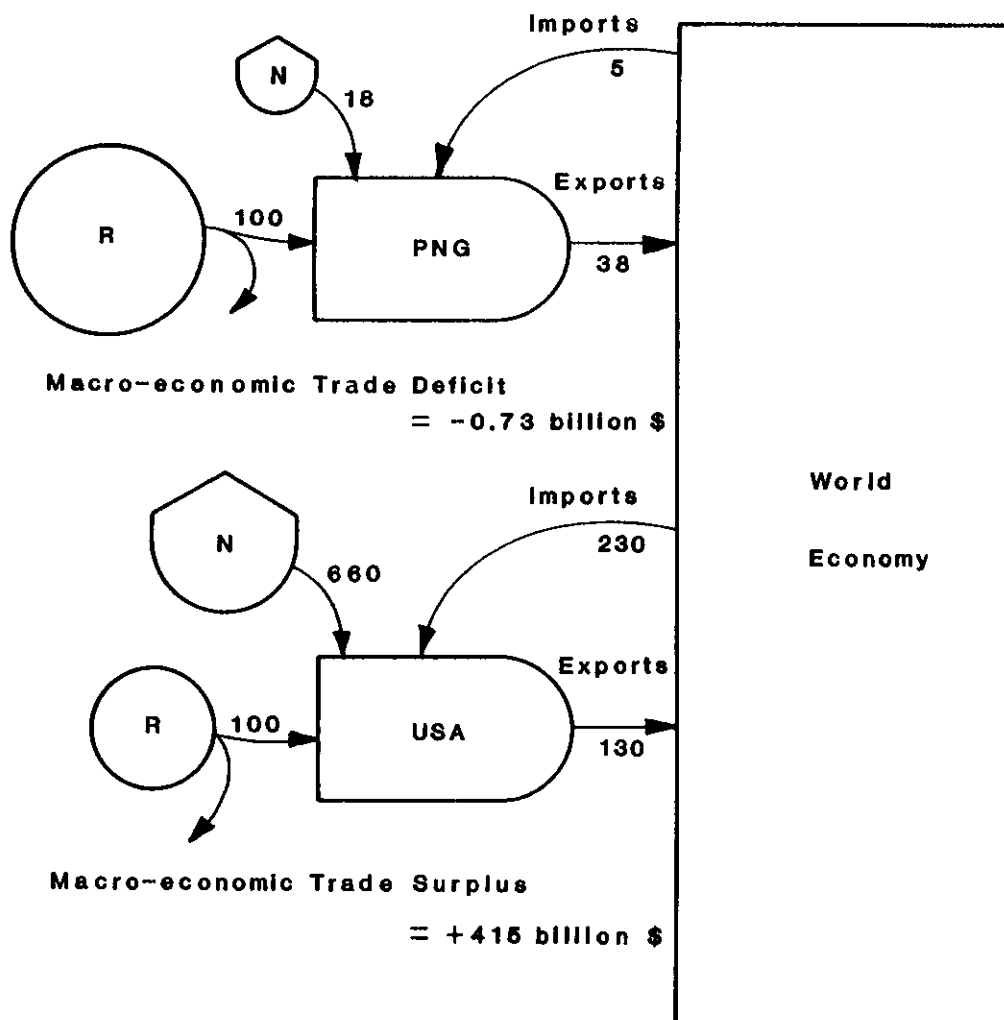 Imports
5
N
18
Exports
R
100
PNG
38
Macro-economic Trade Deficit
= -0.73 billion $
World
Economy
Imports
230
N
660
Exports
R
100
USA
130
Macro-economic Trade Surplus
= +415 billion $